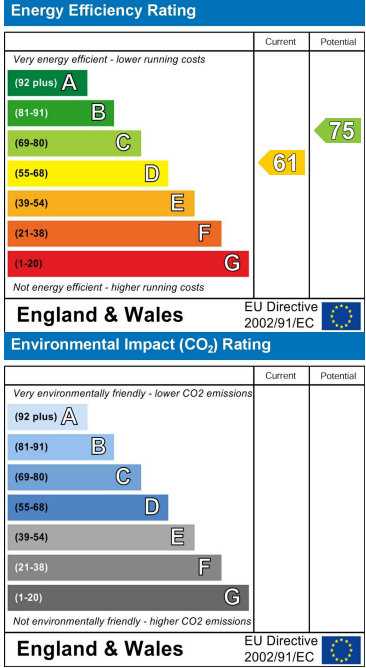 Energy Efficiency Rating
Current Potential
Very energy efficient - lower running costs
(92 plus) A
(81-91) B
(69-80) C
(55-68) D
(39-54) E
(21-38) F
(1-20) G
61
75
Not energy efficient - higher running costs
England & Wales
EU Directive
2002/91/EC
Environmental Impact (CO₂) Rating
Current Potential
Very environmentally friendly - lower CO2 emissions
(92 plus) A
(81-91) B
(69-80) C
(55-68) D
(39-54) E
(21-38) F
(1-20) G
Not environmentally friendly - higher CO2 emissions
England & Wales
EU Directive
2002/91/EC